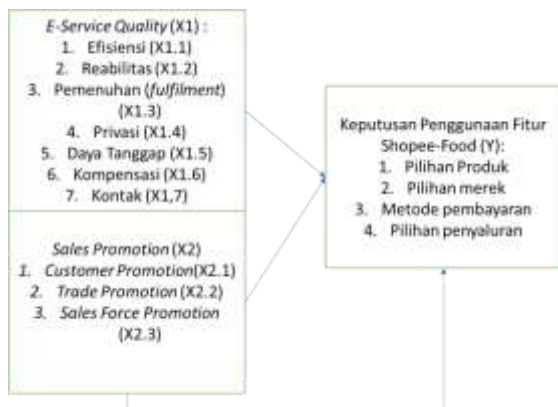 E-Service Quality (X1) :
1. Efisiensi (X1.1)
2. Reabilitas (X1.2)
3. Pemenuhan (fulfilment)
(X1.3)
4. Privasi (X1.4)
5. Daya Tanggap (X1.5)
6. Kompensasi (X1.6)
7. Kontak (X1,7)
Sales Promotion (X2)
1. Customer Promotion(X2.1)
2. Trade Promotion (X2.2)
3. Sales Force Promotion
(X2.3)
Keputusan Penggunaan Fitur
Shopee-Food (Y):
1. Pilihan Produk
2. Pilihan merek
3. Metode pembayaran
4. Pilihan penyaluran